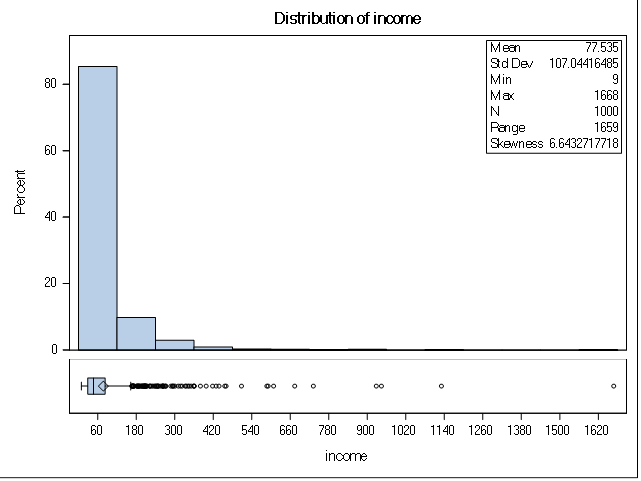 Distribution of income
Mean 77.535
Std Dev 107.04416485
Min 9
Max 1668
N 1000
Range 1659
Skewness 6.6432717718
80
60
40
20
0
Percent
60 180 300 420 540 660 780 900 1020 1140 1260 1380 1500 1620
income